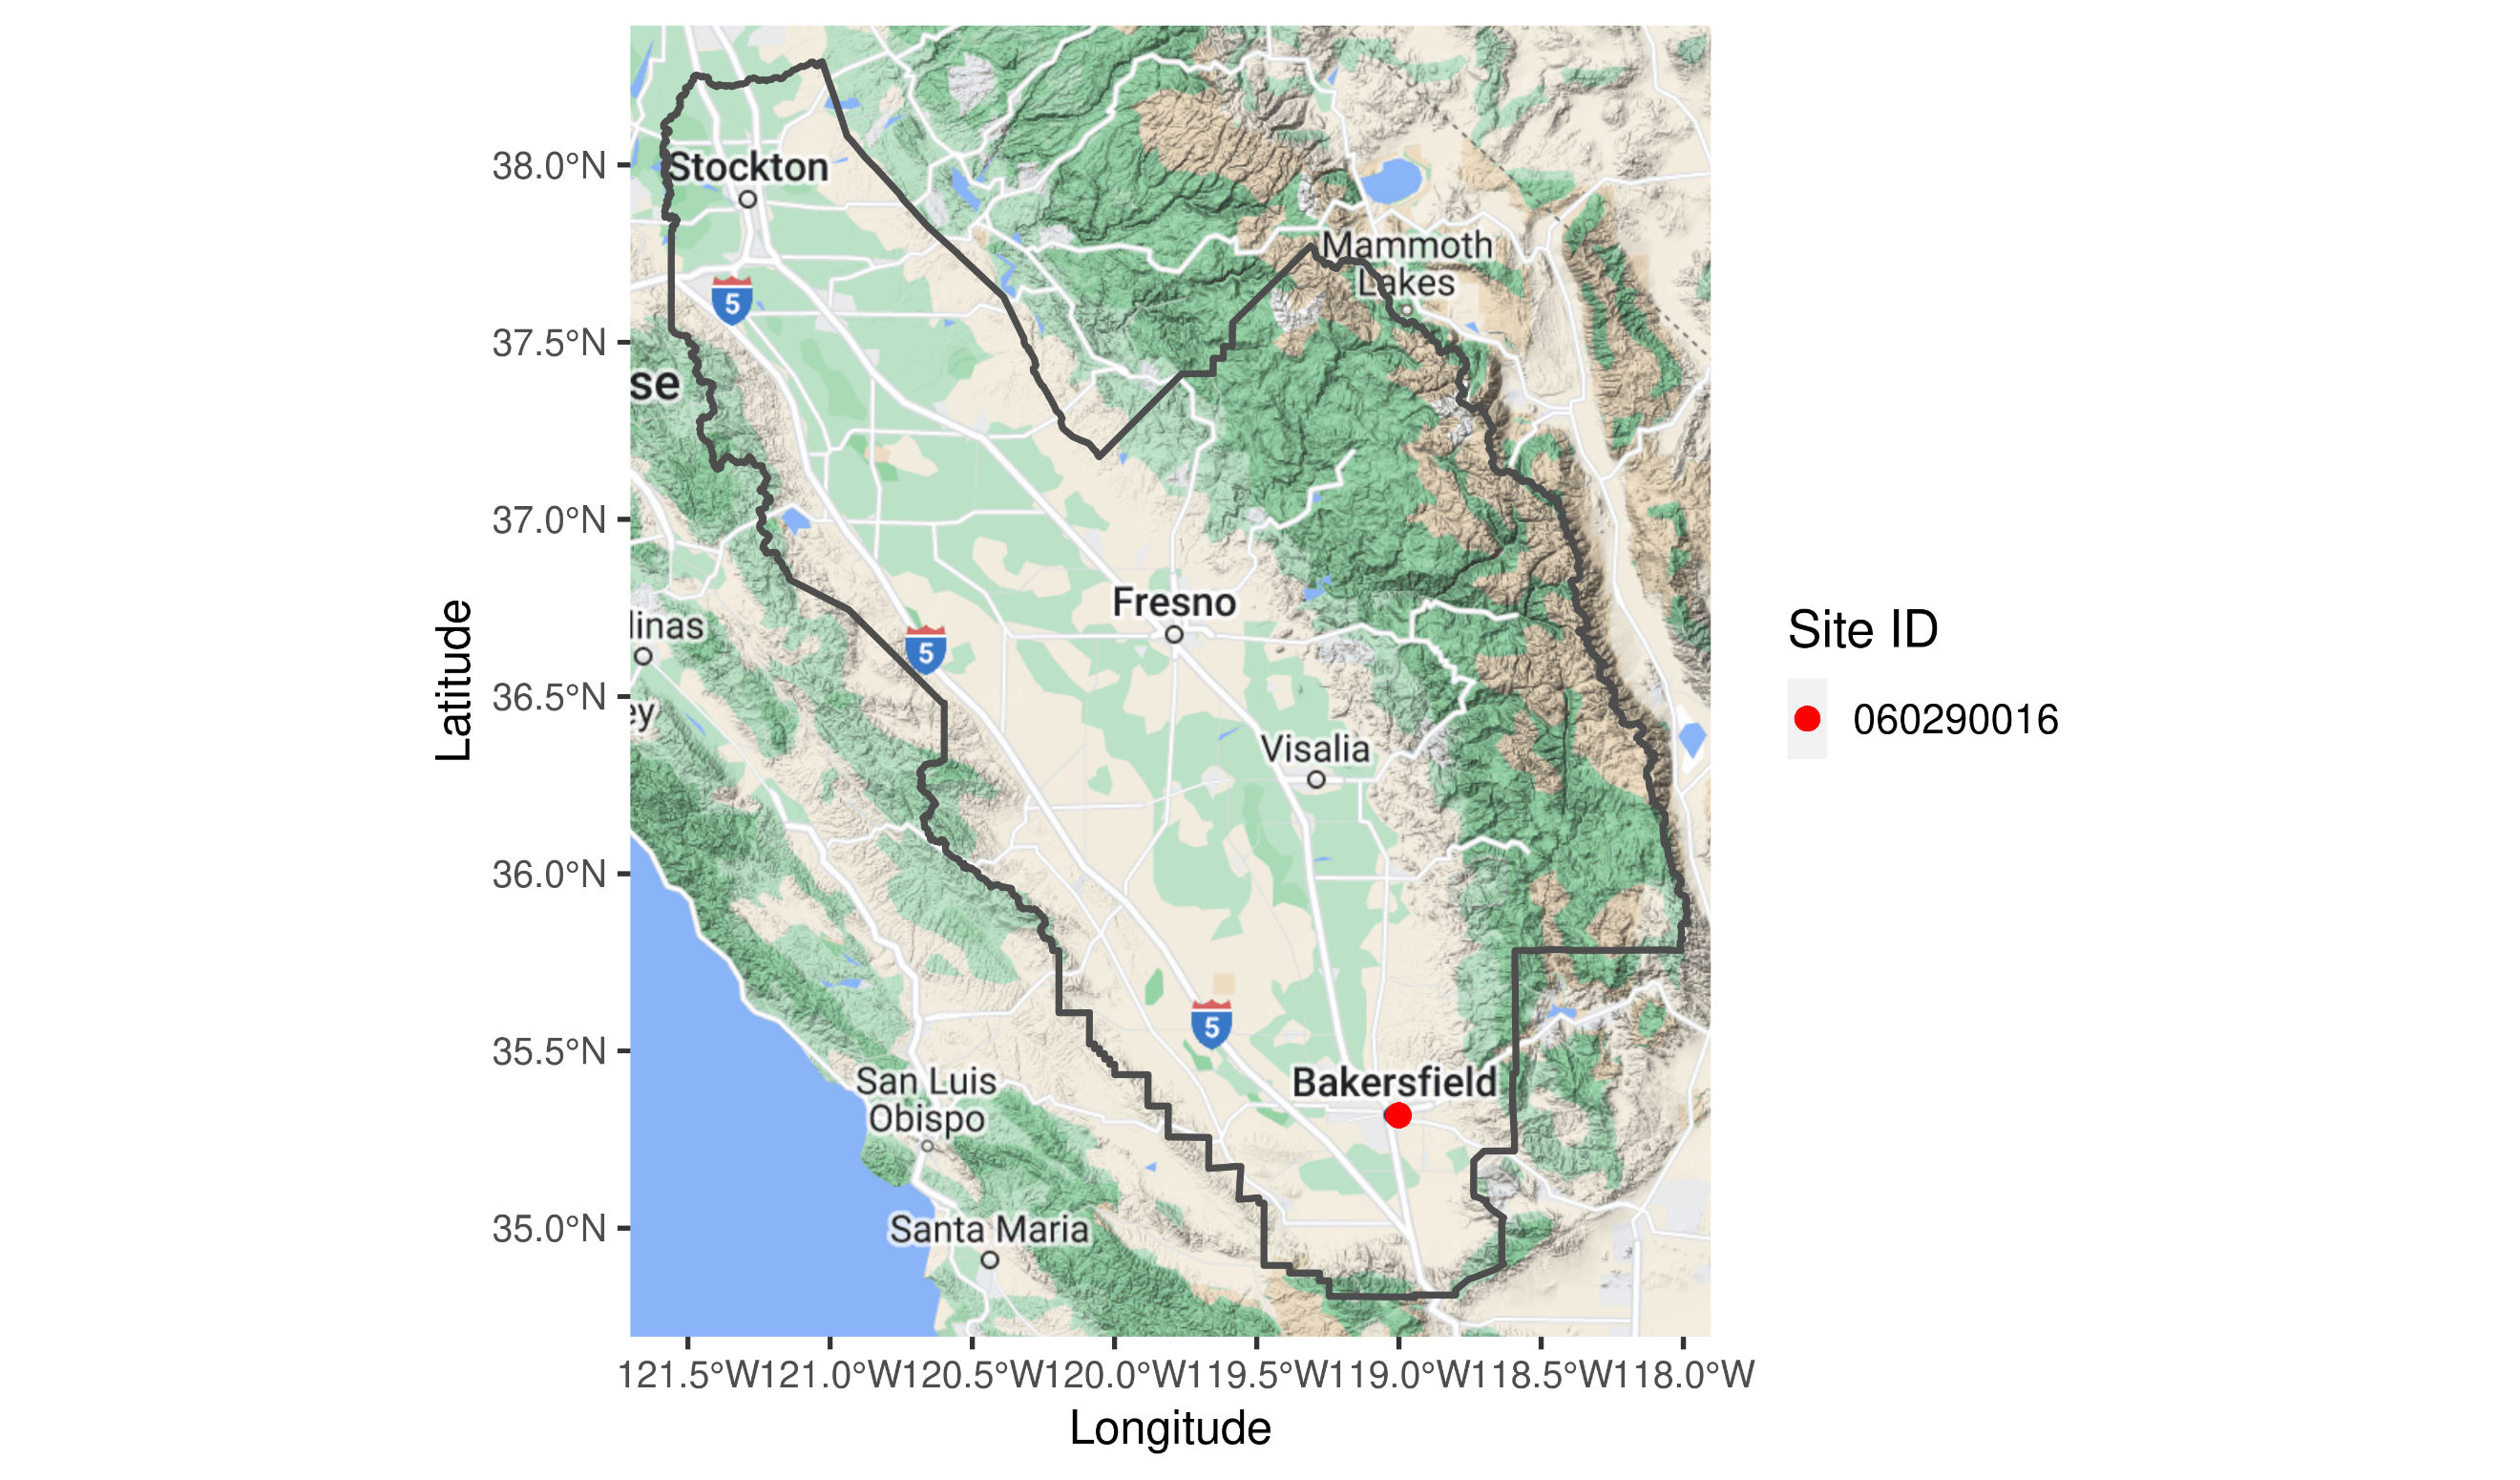 38.0°N
37.5°N
37.0°N
36.5°N
36.0°N
35.5°N
35.0°N
Latitude
Stockton
Mammoth
Lakes
5
se
Fresno
5
linas
ey
Visalia
5
Bakersfield
San Luis
Obispo
Santa Maria
121.5°W121.0°W120.5°W120.0°W119.5°W119.0°W118.5°W118.0°W
Longitude
Site ID
060290016